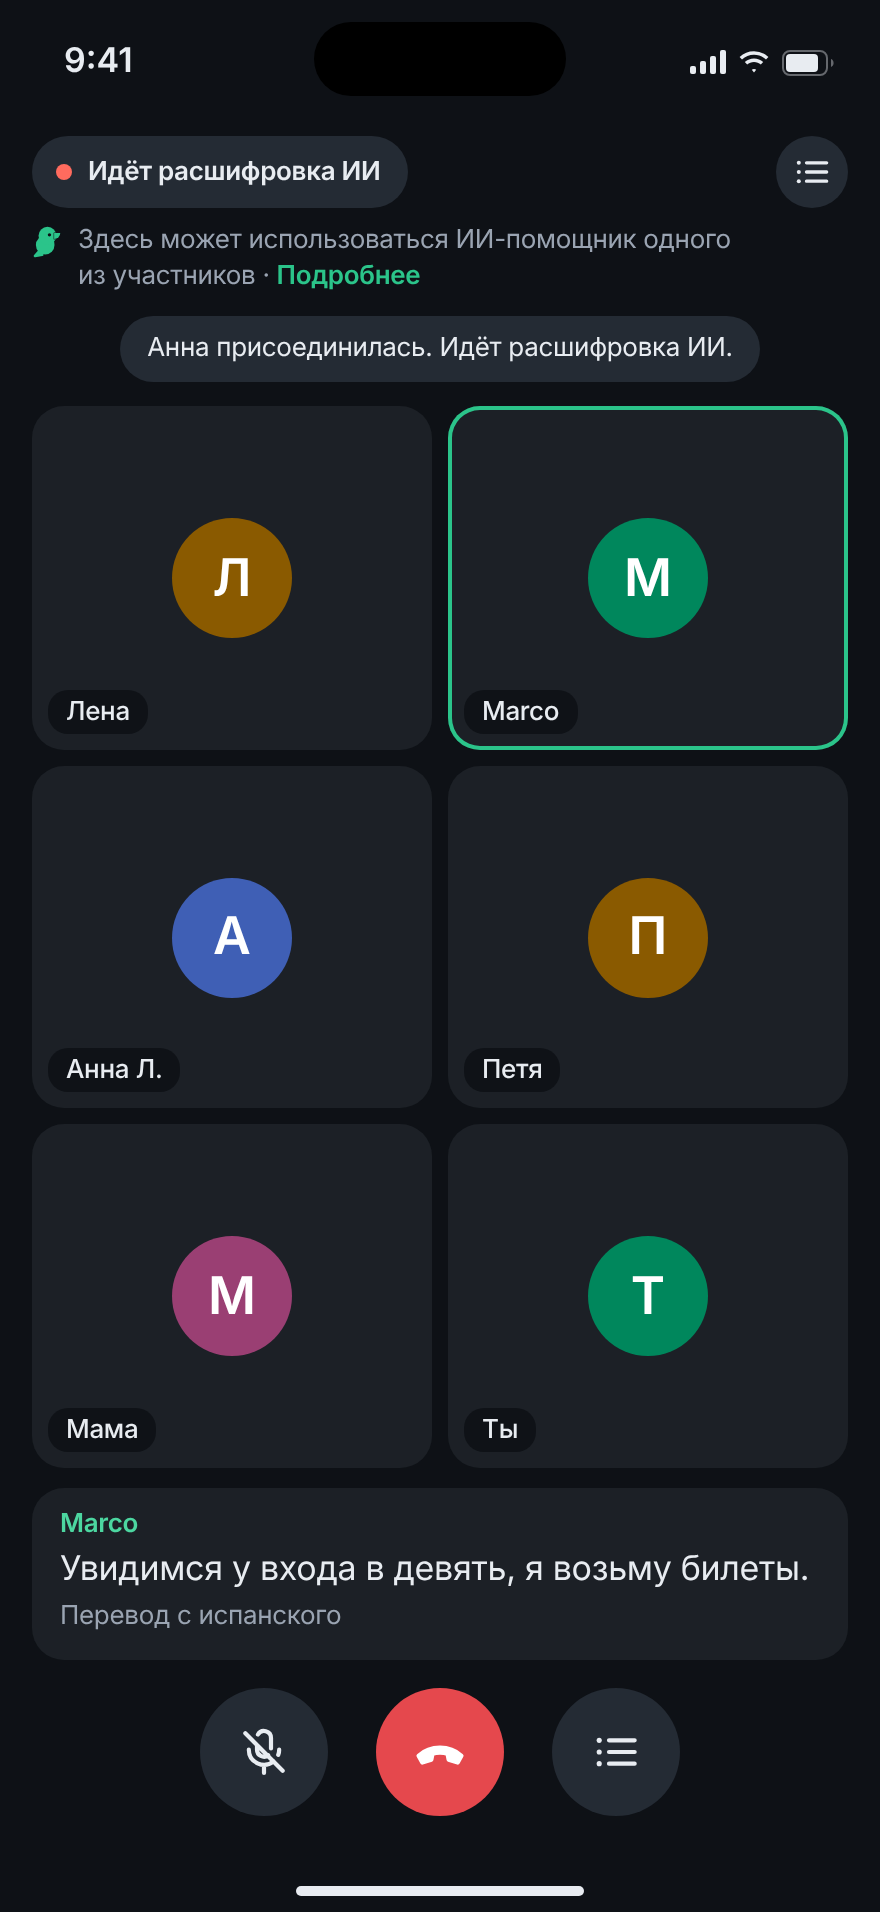 9:41
Идёт расшифровка ИИ
Здесь может использоваться ИИ-помощник одного
из участников · Подробнее
Анна присоединилась. Идёт расшифровка ИИ.
Л
Лена
М
Marco
А
Анна Л.
П
Петя
М
Мама
Т
Ты
Marco
Увидимся у входа в девять, я возьму билеты.
Перевод с испанского